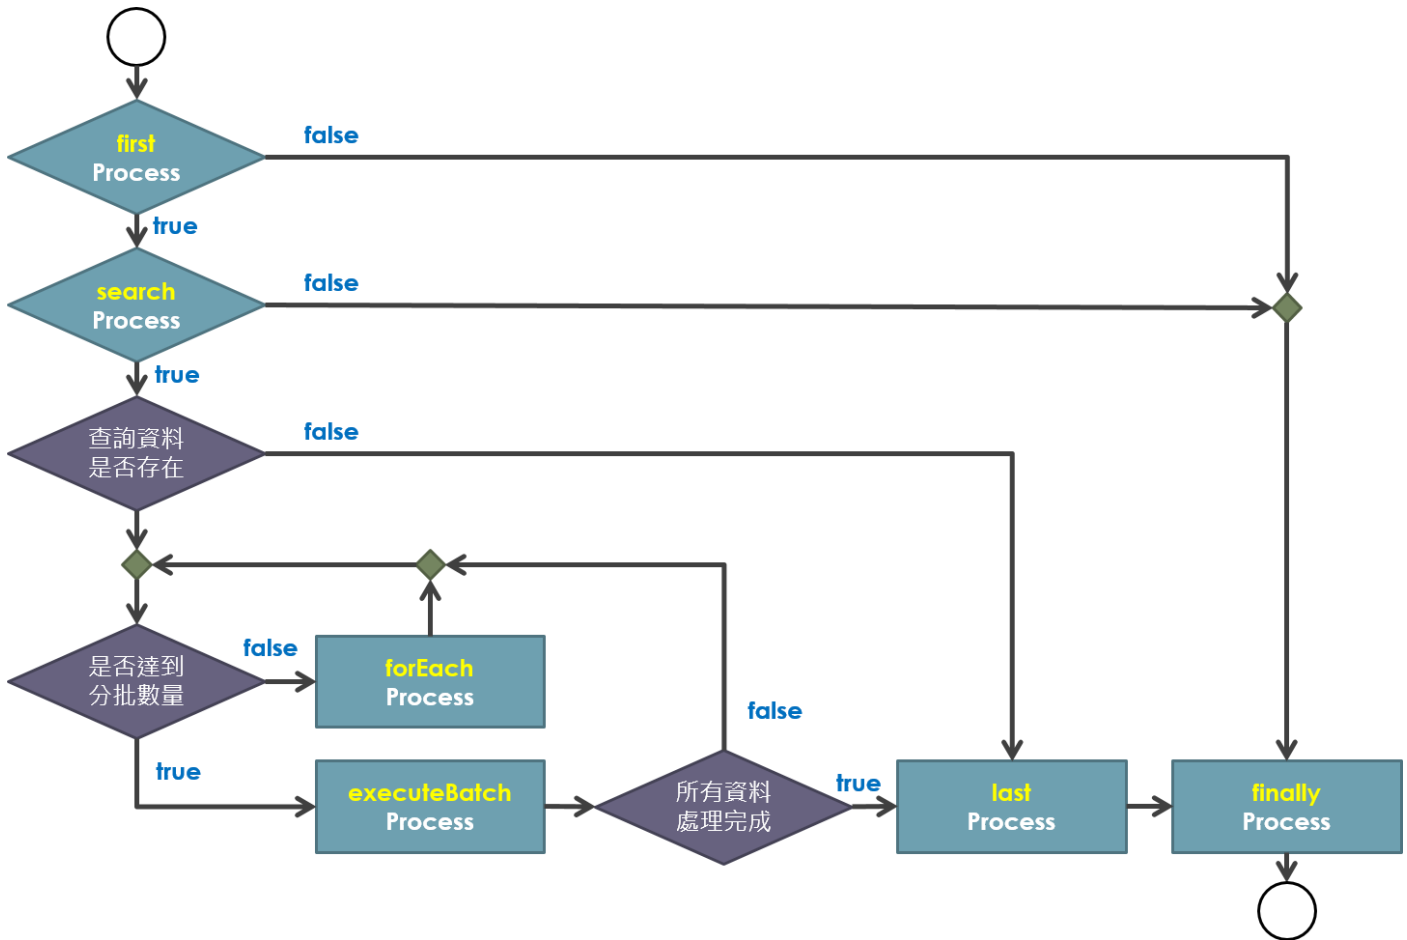 first
Process
false
true
search
Process
false
true
查詢資料
是否存在
false
是否達到
分批數量
false
forEach
Process
true
executeBatch
Process
false
所有資料
處理完成
true
last
Process
finally
Process